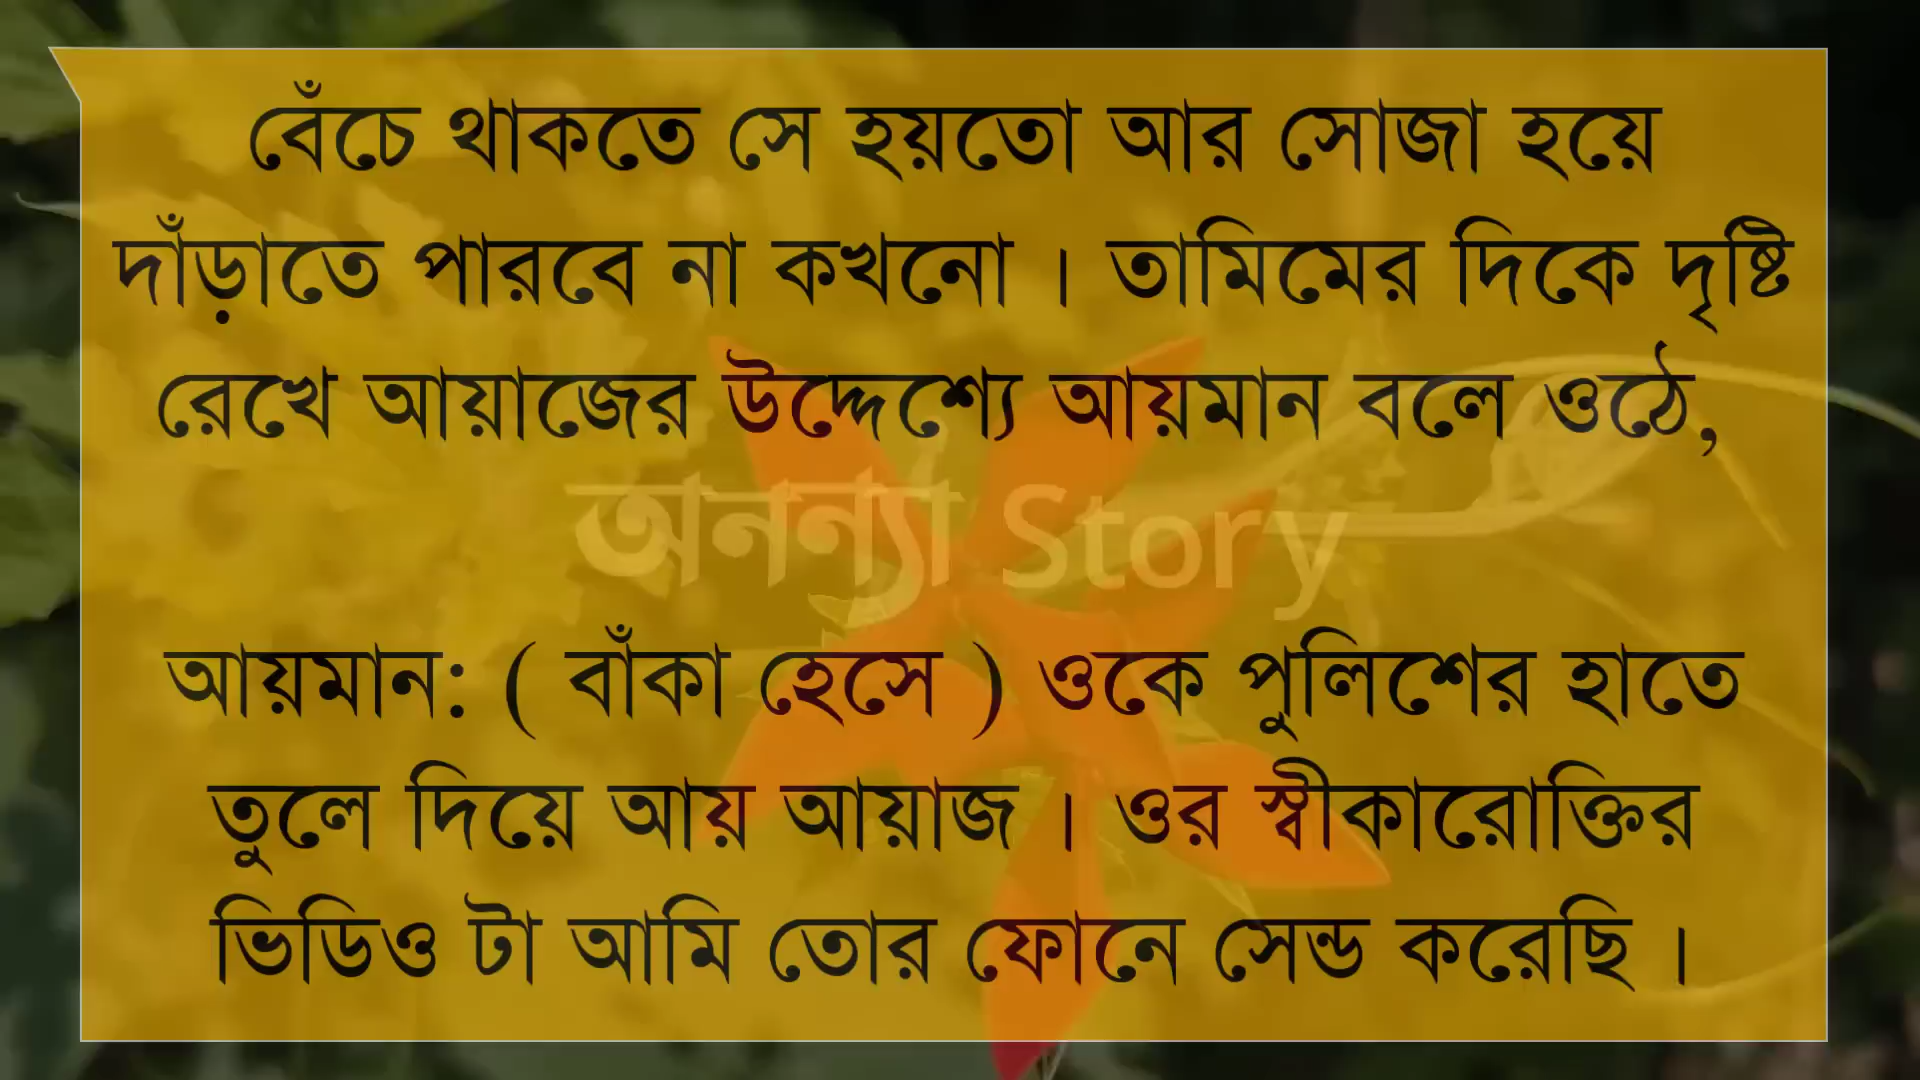 বেঁচে থাকতে সে হয়তো আর সোজা হয়ে
দাঁড়াতে পারবে না কখনো । তামিমের দিকে দৃষ্টি
রেখে আয়াজের উদ্দেশ্যে আয়মান বলে ওঠে,
অনন্যা Story
আয়মান: ( বাঁকা হেসে ) ওকে পুলিশের হাতে
তুলে দিয়ে আয় আয়াজ । ওর স্বীকারোক্তির
ভিডিও টা আমি তোর ফোনে সেন্ড করেছি ।